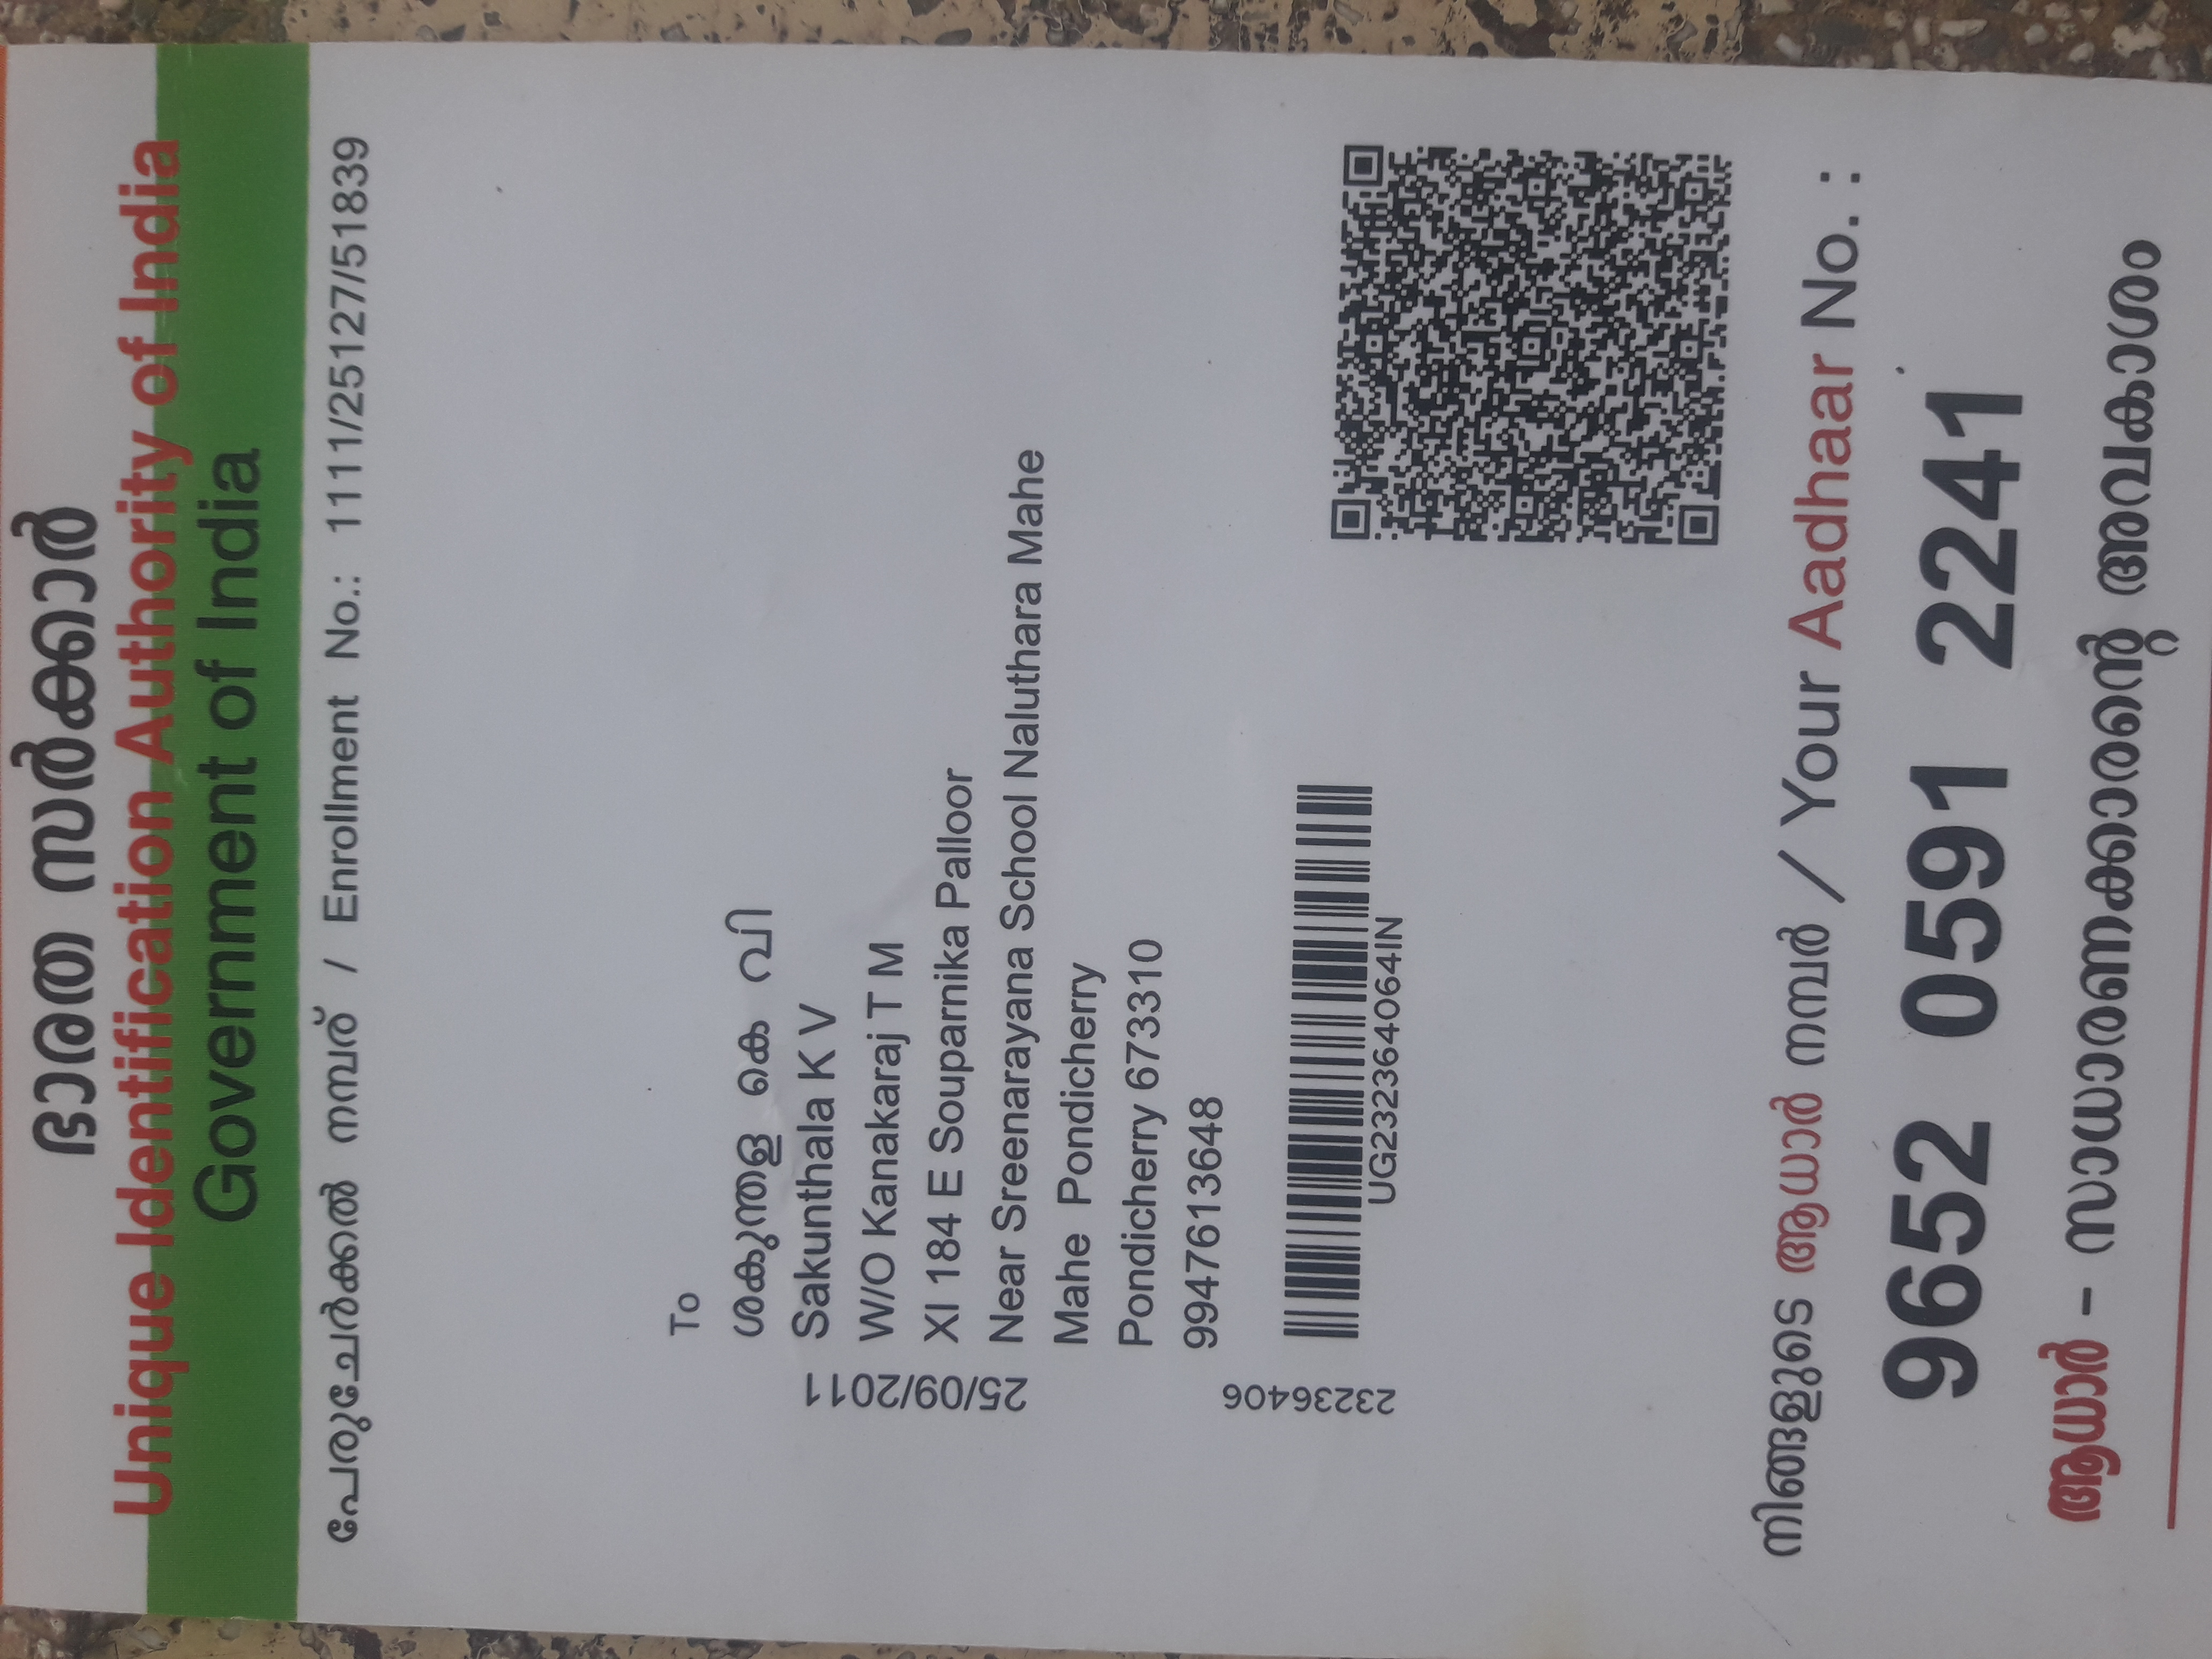 ഭാരത സർക്കാർ
Unique Identification Authority of India
Government of India
പേരുചേർക്കൽ നമ്പര് / Enrollment No.: 1111/25127/51839
To
ശകുന്തള കെ വി
Sakunthala K V
W/O Kanakaraj T M
XI 184 E Souparnika Palloor
Near Sreenarayana School Naluthara Mahe
Mahe Pondicherry
Pondicherry 673310
9947613648
25/09/2011
23236406
UG232364064IN
നിങ്ങളുടെ ആധാർ നമ്പർ / Your Aadhaar No. :
9652 0591 2241
ആധാർ – സാധാരണക്കാരന്റെ അവകാശം